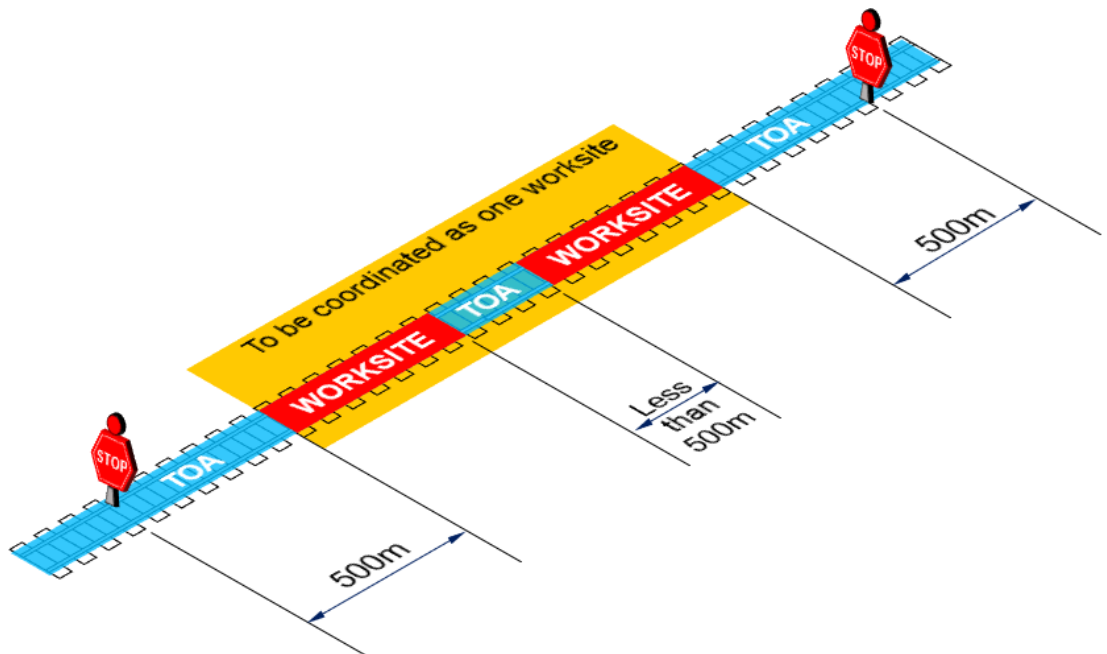 STOP
TOA
500m
To be coordinated as one worksite
WORKSITE
TOA
WORKSITE
Less
than
500m
STOP
TOA
500m